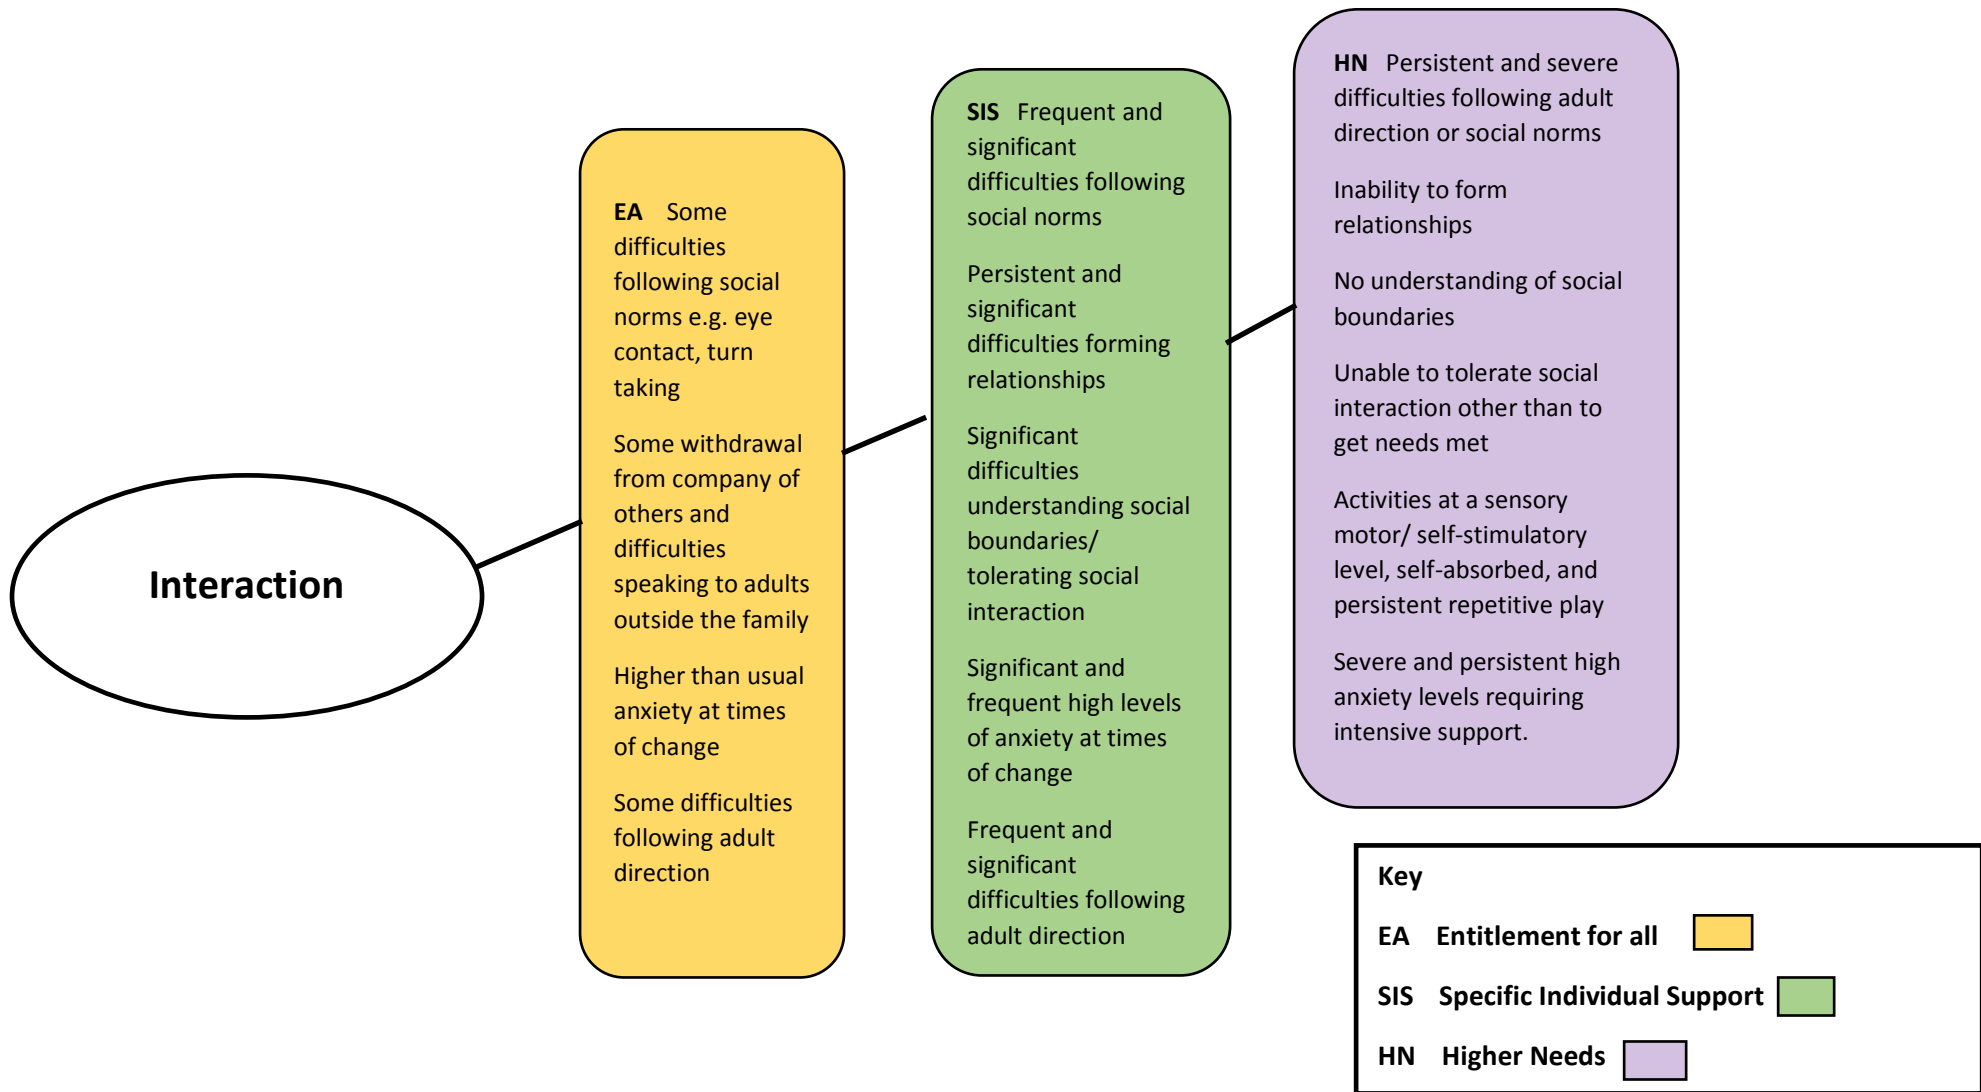 Interaction
EA Some
difficulties
following social
norms e.g. eye
contact, turn
taking
Some withdrawal
from company of
others and
difficulties
speaking to adults
outside the family
Higher than usual
anxiety at times
of change
Some difficulties
following adult
direction
SIS Frequent and
significant
difficulties following
social norms
Persistent and
significant
difficulties forming
relationships
Significant
difficulties
understanding social
boundaries/
tolerating social
interaction
Significant and
frequent high levels
of anxiety at times
of change
Frequent and
significant
difficulties following
adult direction
HN Persistent and severe
difficulties following adult
direction or social norms
Inability to form
relationships
No understanding of social
boundaries
Unable to tolerate social
interaction other than to
get needs met
Activities at a sensory
motor/ self-stimulatory
level, self-absorbed, and
persistent repetitive play
Severe and persistent high
anxiety levels requiring
intensive support.
Key
EA Entitlement for all
SIS Specific Individual Support
HN Higher Needs